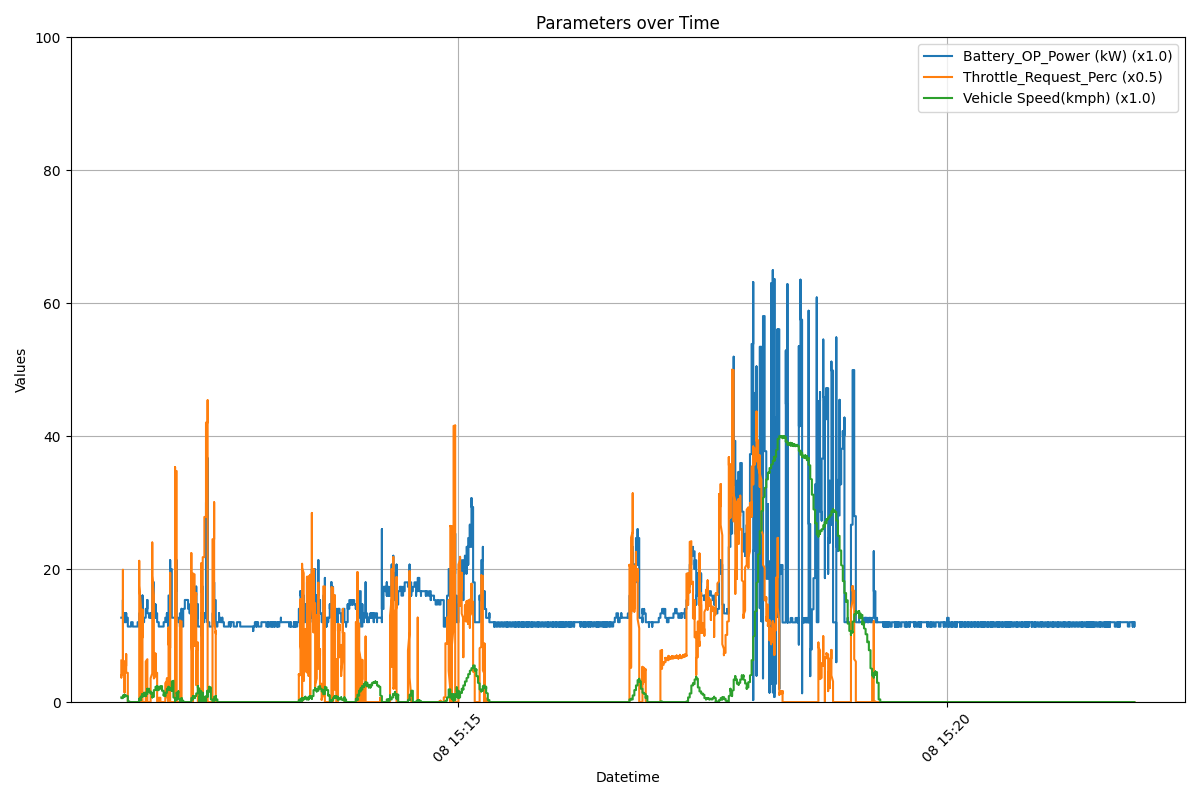 Parameters over Time
Battery_OP_Power (kW) (x1.0)
Throttle_Request_Perc (x0.5)
Vehicle Speed(kmph) (x1.0)
Values
100
80
60
40
20
0
08 15:15
08 15:20
Datetime